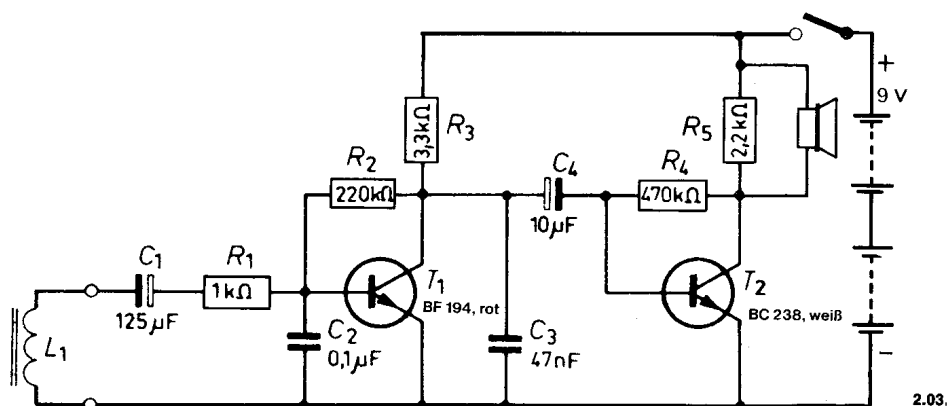 +
9 V
3,3kΩ
R3
R5
2,2kΩ
R2
220kΩ
C4
10µF
R4
470kΩ
C1
125µF
R1
1kΩ
T1
BF 194, rot
T2
BC 238, weiß
L1
C2
0,1µF
C3
47nF
−
2.03.